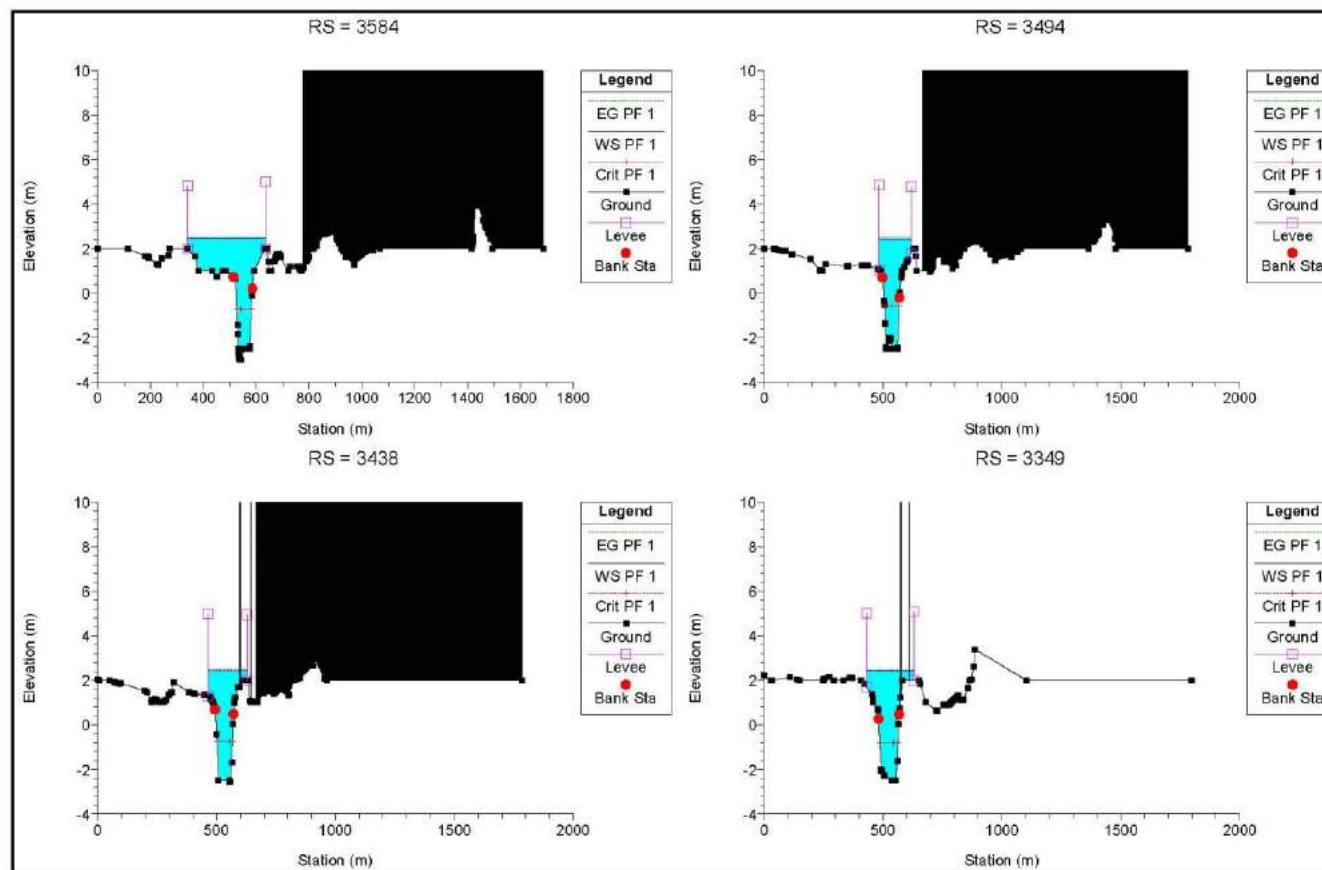 RS = 3584
Elevation (m)
10
8
6
4
2
0
-2
-4
0 200 400 600 800 1000 1200 1400 1600 1800
Station (m)
Legend
EG PF 1
WS PF 1
Crit PF 1
Ground
Levee
Bank Sta
RS = 3494
Elevation (m)
10
8
6
4
2
0
-2
-4
0 500 1000 1500 2000
Station (m)
Legend
EG PF 1
WS PF 1
Crit PF 1
Ground
Levee
Bank Sta
RS = 3438
Elevation (m)
10
8
6
4
2
0
-2
-4
0 500 1000 1500 2000
Station (m)
Legend
EG PF 1
WS PF 1
Crit PF 1
Ground
Levee
Bank Sta
RS = 3349
Elevation (m)
10
8
6
4
2
0
-2
-4
0 500 1000 1500 2000
Station (m)
Legend
EG PF 1
WS PF 1
Crit PF 1
Ground
Levee
Bank Sta